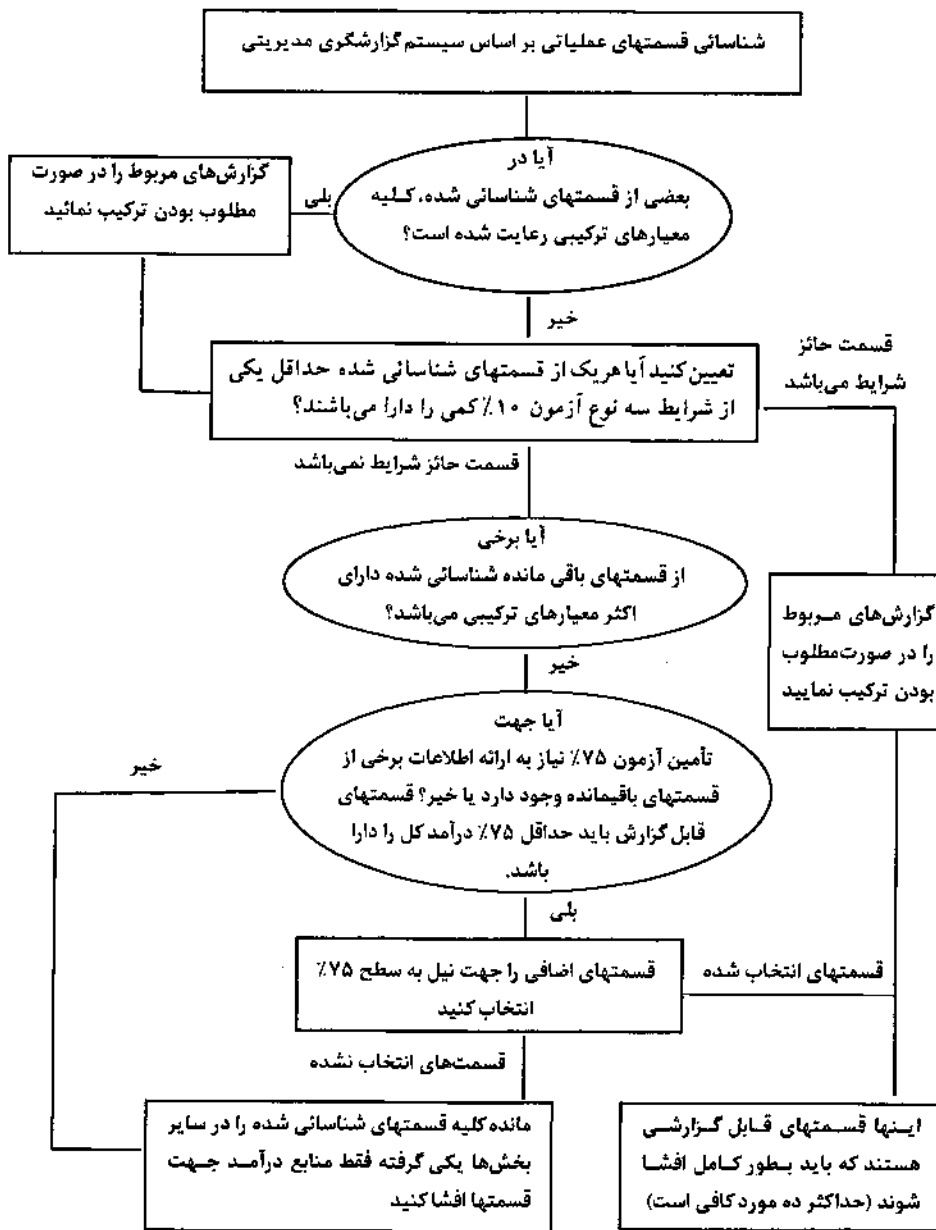 شناسائی قسمتهای عملیاتی بر اساس سیستم گزارشگری مدیریتی
آیا در
بعضی از قسمتهای شناسائی شده، کلیه
معیارهای ترکیبی رعایت شده است؟
بلی
گزارش‌های مربوط را در صورت
مطلوب بودن ترکیب نمائید
خیر
تعیین کنید آیا هریک از قسمتهای شناسائی شده حداقل یکی
از شرایط سه نوع آزمون ۱۰٪ کمی را دارا می‌باشند؟
قسمت حائز
شرایط می‌باشد
قسمت حائز شرایط نمی‌باشد
آیا برخی
از قسمتهای باقی مانده شناسائی شده دارای
اکثر معیارهای ترکیبی می‌باشد؟
گزارش‌های مربوط
را در صورت‌مطلوب
بودن ترکیب نمایید
خیر
آیا جهت
تأمین آزمون ۷۵٪ نیاز به ارائه اطلاعات برخی از
قسمتهای باقیمانده وجود دارد یا خیر؟ قسمتهای
قابل گزارش باید حداقل ۷۵٪ درآمد کل را دارا
باشد.
خیر
بلی
قسمتهای اضافی را جهت نیل به سطح ۷۵٪
انتخاب کنید
قسمتهای انتخاب شده
قسمت‌های انتخاب نشده
اینها قسمتهای قابل گزارشی
هستند که باید بطور کامل افشا
شوند (حداکثر ده مورد کافی است)
مانده کلیه قسمتهای شناسائی شده را در سایر
بخش‌ها یکی گرفته فقط منابع درآمد جهت
قسمتها افشا کنید